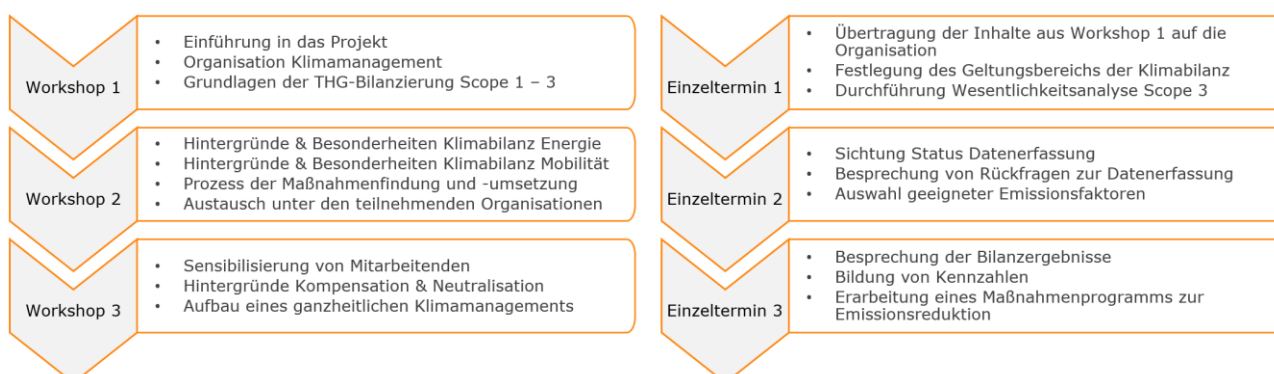 Workshop 1
• Einführung in das Projekt
• Organisation Klimamanagement
• Grundlagen der THG-Bilanzierung Scope 1 – 3
Workshop 2
• Hintergründe & Besonderheiten Klimabilanz Energie
• Hintergründe & Besonderheiten Klimabilanz Mobilität
• Prozess der Maßnahmenfindung und -umsetzung
• Austausch unter den teilnehmenden Organisationen
Workshop 3
• Sensibilisierung von Mitarbeitenden
• Hintergründe Kompensation & Neutralisation
• Aufbau eines ganzheitlichen Klimamanagements
Einzeltermin 1
• Übertragung der Inhalte aus Workshop 1 auf die
Organisation
• Festlegung des Geltungsbereichs der Klimabilanz
• Durchführung Wesentlichkeitsanalyse Scope 3
Einzeltermin 2
• Sichtung Status Datenerfassung
• Besprechung von Rückfragen zur Datenerfassung
• Auswahl geeigneter Emissionsfaktoren
Einzeltermin 3
• Besprechung der Bilanzergebnisse
• Bildung von Kennzahlen
• Erarbeitung eines Maßnahmenprogramms zur
Emissionsreduktion